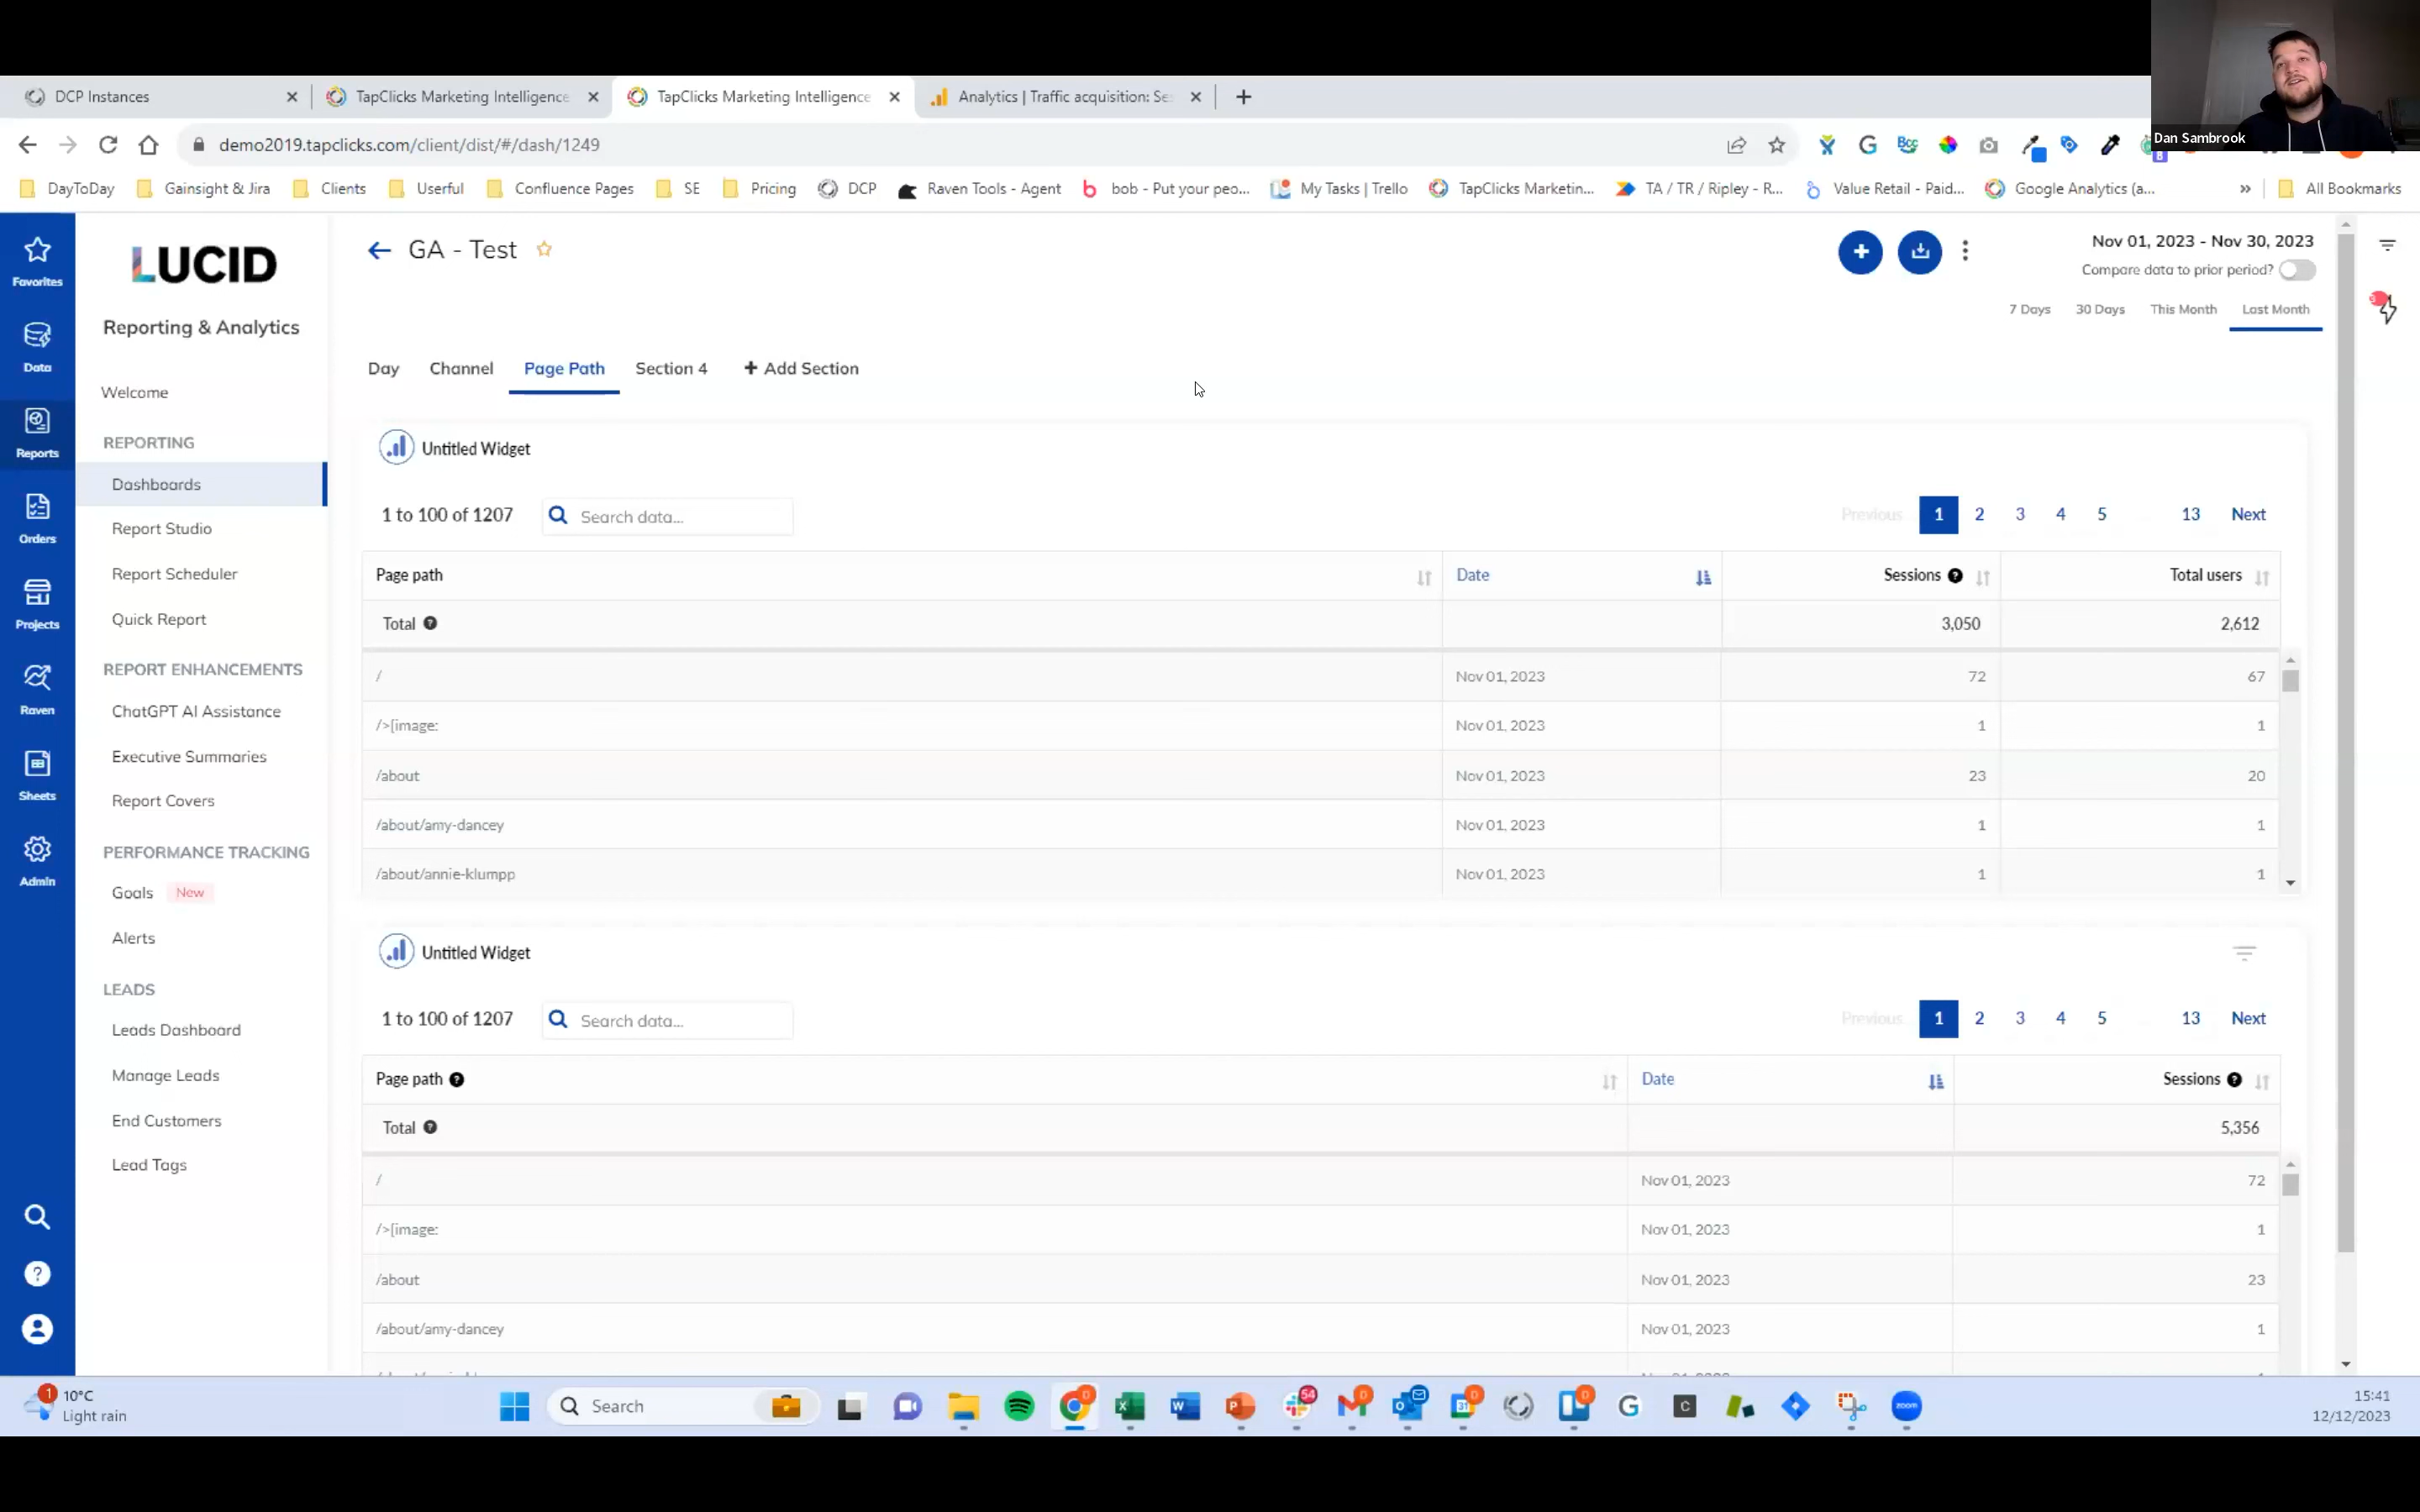 DCP Instances
TapClicks Marketing Intelligence
TapClicks Marketing Intelligence
Analytics | Traffic acquisition: Se
Dan Sambrook
demo2019.tapclicks.com/client/dist/#/dash/1249
DayToDay
Gainsight & Jira
Clients
Userful
Confluence Pages
SE
Pricing
DCP
Raven Tools - Agent
bob - Put your peo...
My Tasks | Trello
TapClicks Marketin...
TA / TR / Ripley - R...
Value Retail - Paid...
Google Analytics (a...
»
All Bookmarks
Favorites
Data
Reports
Orders
Projects
Raven
Sheets
Admin
LUCID
Reporting & Analytics
Welcome
REPORTING
Dashboards
Report Studio
Report Scheduler
Quick Report
REPORT ENHANCEMENTS
ChatGPT AI Assistance
Executive Summaries
Report Covers
PERFORMANCE TRACKING
Goals New
Alerts
LEADS
Leads Dashboard
Manage Leads
End Customers
Lead Tags
GA - Test
Nov 01, 2023 - Nov 30, 2023
Compare data to prior period?
7 Days 30 Days This Month Last Month
Day Channel Page Path Section 4 + Add Section
Untitled Widget
1 to 100 of 1207 Search data... Previous 1 2 3 4 5 13 Next
Page path Date Sessions Total users
Total 3,050 2,612
/ Nov 01, 2023 72 67
/>[image: Nov 01, 2023 1 1
/about Nov 01, 2023 23 20
/about/amy-dancey Nov 01, 2023 1 1
/about/annie-klumpp Nov 01, 2023 1 1
Untitled Widget
1 to 100 of 1207 Search data... Previous 1 2 3 4 5 13 Next
Page path Date Sessions
Total 5,356
/ Nov 01, 2023 72
/>[image: Nov 01, 2023 1
/about Nov 01, 2023 23
/about/amy-dancey Nov 01, 2023 1
1
10°C
Light rain
Search
54
zoom
15:41
12/12/2023